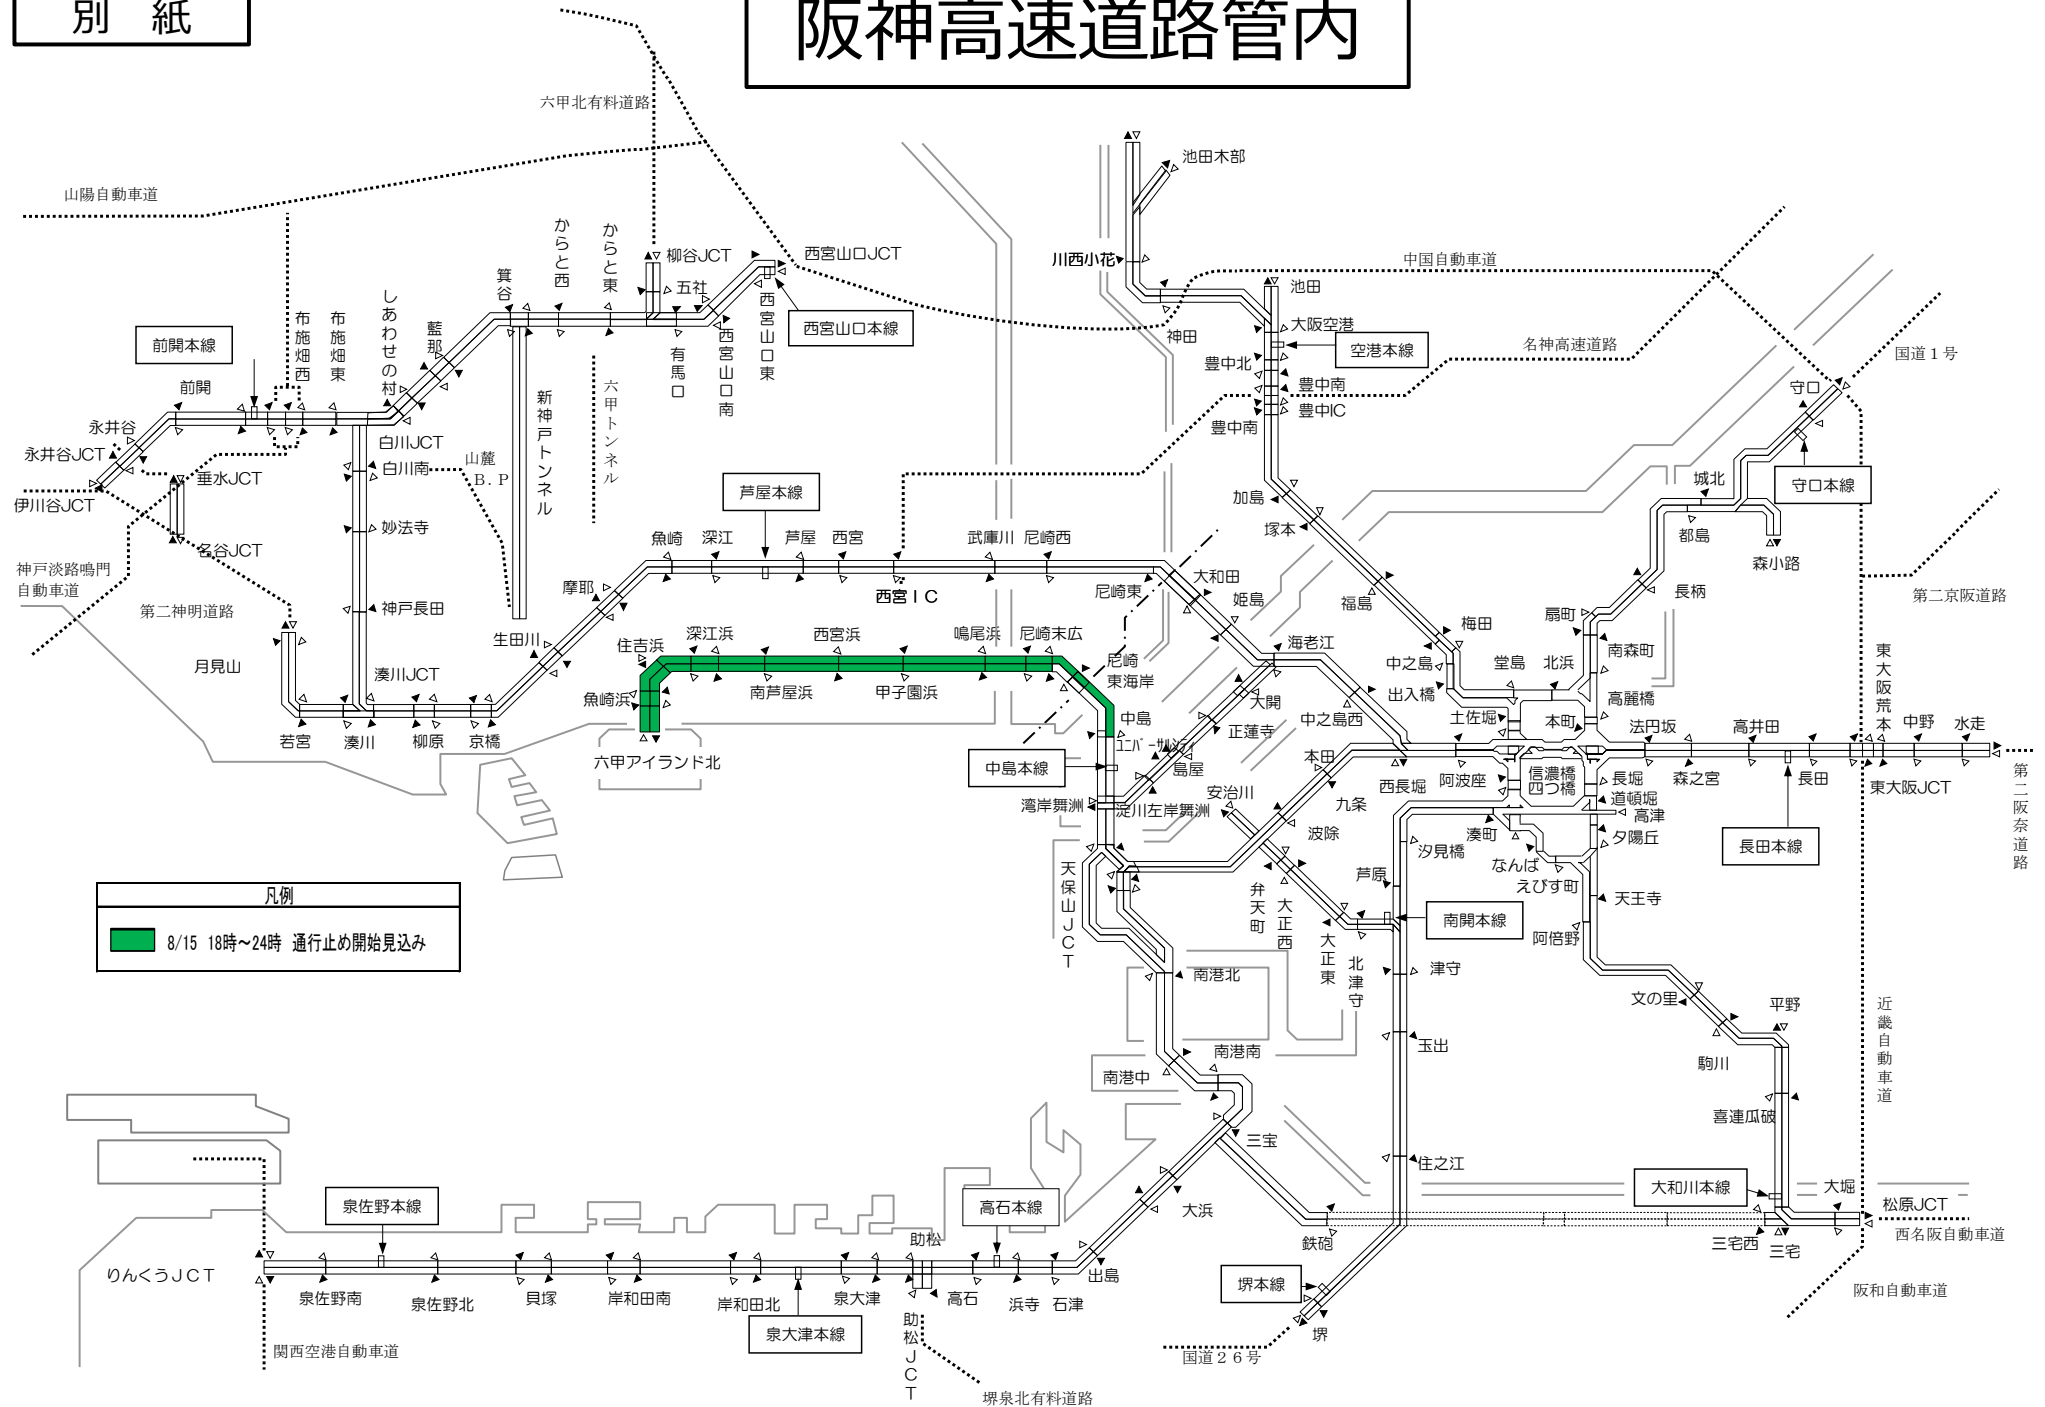 別 紙
阪神高速道路管内
六甲北有料道路
山陽自動車道
池田木部
川西小花
中国自動車道
柳谷JCT
西宮山口JCT
からと西
からと東
箕谷
五社
西宮山口東
西宮山口本線
西宮山口南
有馬口
しあわせの村
藍那
布施畑西
布施畑東
前開本線
前開
永井谷
永井谷JCT
伊川谷JCT
垂水JCT
名谷JCT
白川JCT
白川南
山麓
B.P
新神戸トンネル
六甲トンネル
池田
大阪空港
神田
空港本線
名神高速道路
国道1号
豊中北
豊中南
豊中IC
豊中南
守口
守口本線
城北
都島
森小路
加島
塚本
芦屋本線
魚崎
深江
芦屋
西宮
武庫川
尼崎西
西宮IC
尼崎東
大和田
姫島
海老江
妙法寺
神戸淡路鳴門
自動車道
第二神明道路
神戸長田
摩耶
生田川
月見山
湊川JCT
若宮
湊川
柳原
京橋
住吉浜
深江浜
西宮浜
鳴尾浜
尼崎末広
尼崎
東海岸
魚崎浜
南芦屋浜
甲子園浜
中島
六甲アイランド北
中島本線
ユニバーサルシティ
大開
正蓮寺
島屋
湾岸舞洲
淀川左岸舞洲
福島
梅田
中之島
出入橋
堂島
北浜
扇町
長柄
南森町
高麗橋
第二京阪道路
東大阪荒本
土佐堀
本町
法円坂
高井田
中野
水走
中之島西
本田
西長堀
阿波座
信濃橋
四つ橋
長堀
道頓堀
高津
森之宮
長田
東大阪JCT
第二阪奈道路
安治川
九条
波除
湊町
夕陽丘
長田本線
汐見橋
なんば
えびす町
芦原
天王寺
天保山JCT
弁天町
大正西
大正東
北津守
南開本線
阿倍野
凡例
8/15 18時～24時 通行止め開始見込み
南港北
津守
文の里
平野
近畿自動車道
玉出
駒川
南港南
南港中
喜連瓜破
三宝
住之江
大和川本線
大堀
松原JCT
西名阪自動車道
泉佐野本線
高石本線
大浜
鉄砲
三宅西
三宅
助松
りんくうJCT
出島
堺本線
阪和自動車道
泉佐野南
泉佐野北
貝塚
岸和田南
岸和田北
泉大津
高石
浜寺
石津
泉大津本線
助松JCT
堺
関西空港自動車道
国道26号
堺泉北有料道路